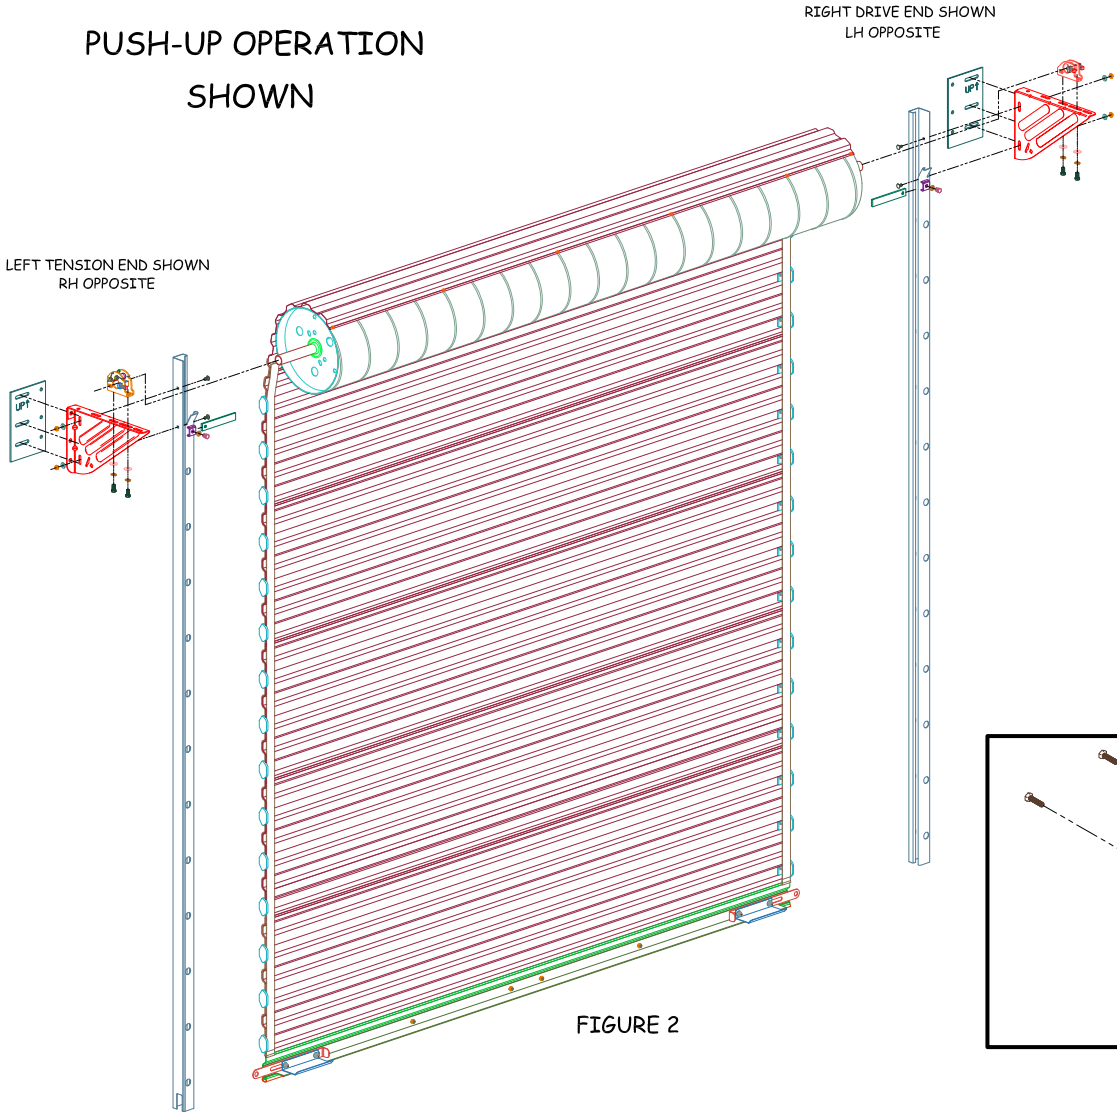 PUSH-UP OPERATION
SHOWN
RIGHT DRIVE END SHOWN
LH OPPOSITE
UP↑
LEFT TENSION END SHOWN
RH OPPOSITE
UP↑
FIGURE 2